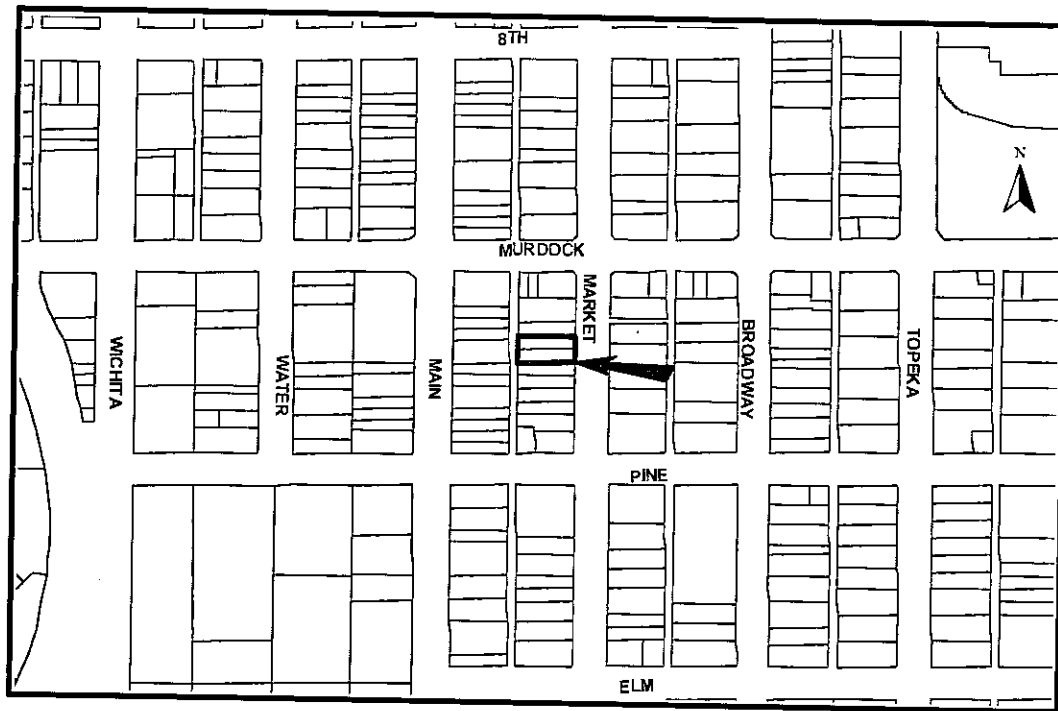 8TH
N
MURDOCK
MARKET
WICHITA
WATER
MAIN
BROADWAY
TOPEKA
PINE
ELM